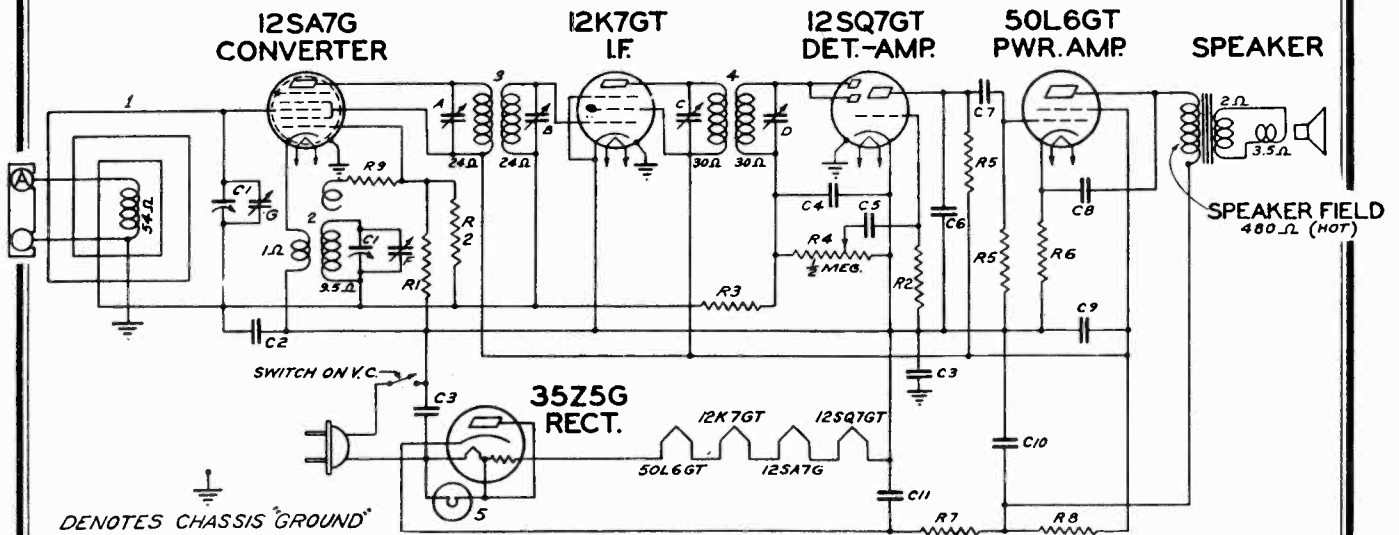 12SA7G
CONVERTER
12K7GT
I.F.
12SQ7GT
DET.-AMP.
50L6GT
PWR. AMP.
SPEAKER
1
A
3
B
C
4
D
C7
2Ω
3.5Ω
24Ω
24Ω
30Ω
30Ω
A
54Ω
C1
G
R9
2
1Ω
C1
F
9.5Ω
R1
R
2
C4
C5
R4
½ MEG.
R2
C6
R5
R5
C8
R6
SPEAKER FIELD
480Ω (HOT)
R3
C2
C9
C3
SWITCH ON V.C.
C3
35Z5G
RECT.
12K7GT
12SQ7GT
50L6GT
12SA7G
C10
C11
5
R7
R8
DENOTES CHASSIS "GROUND"